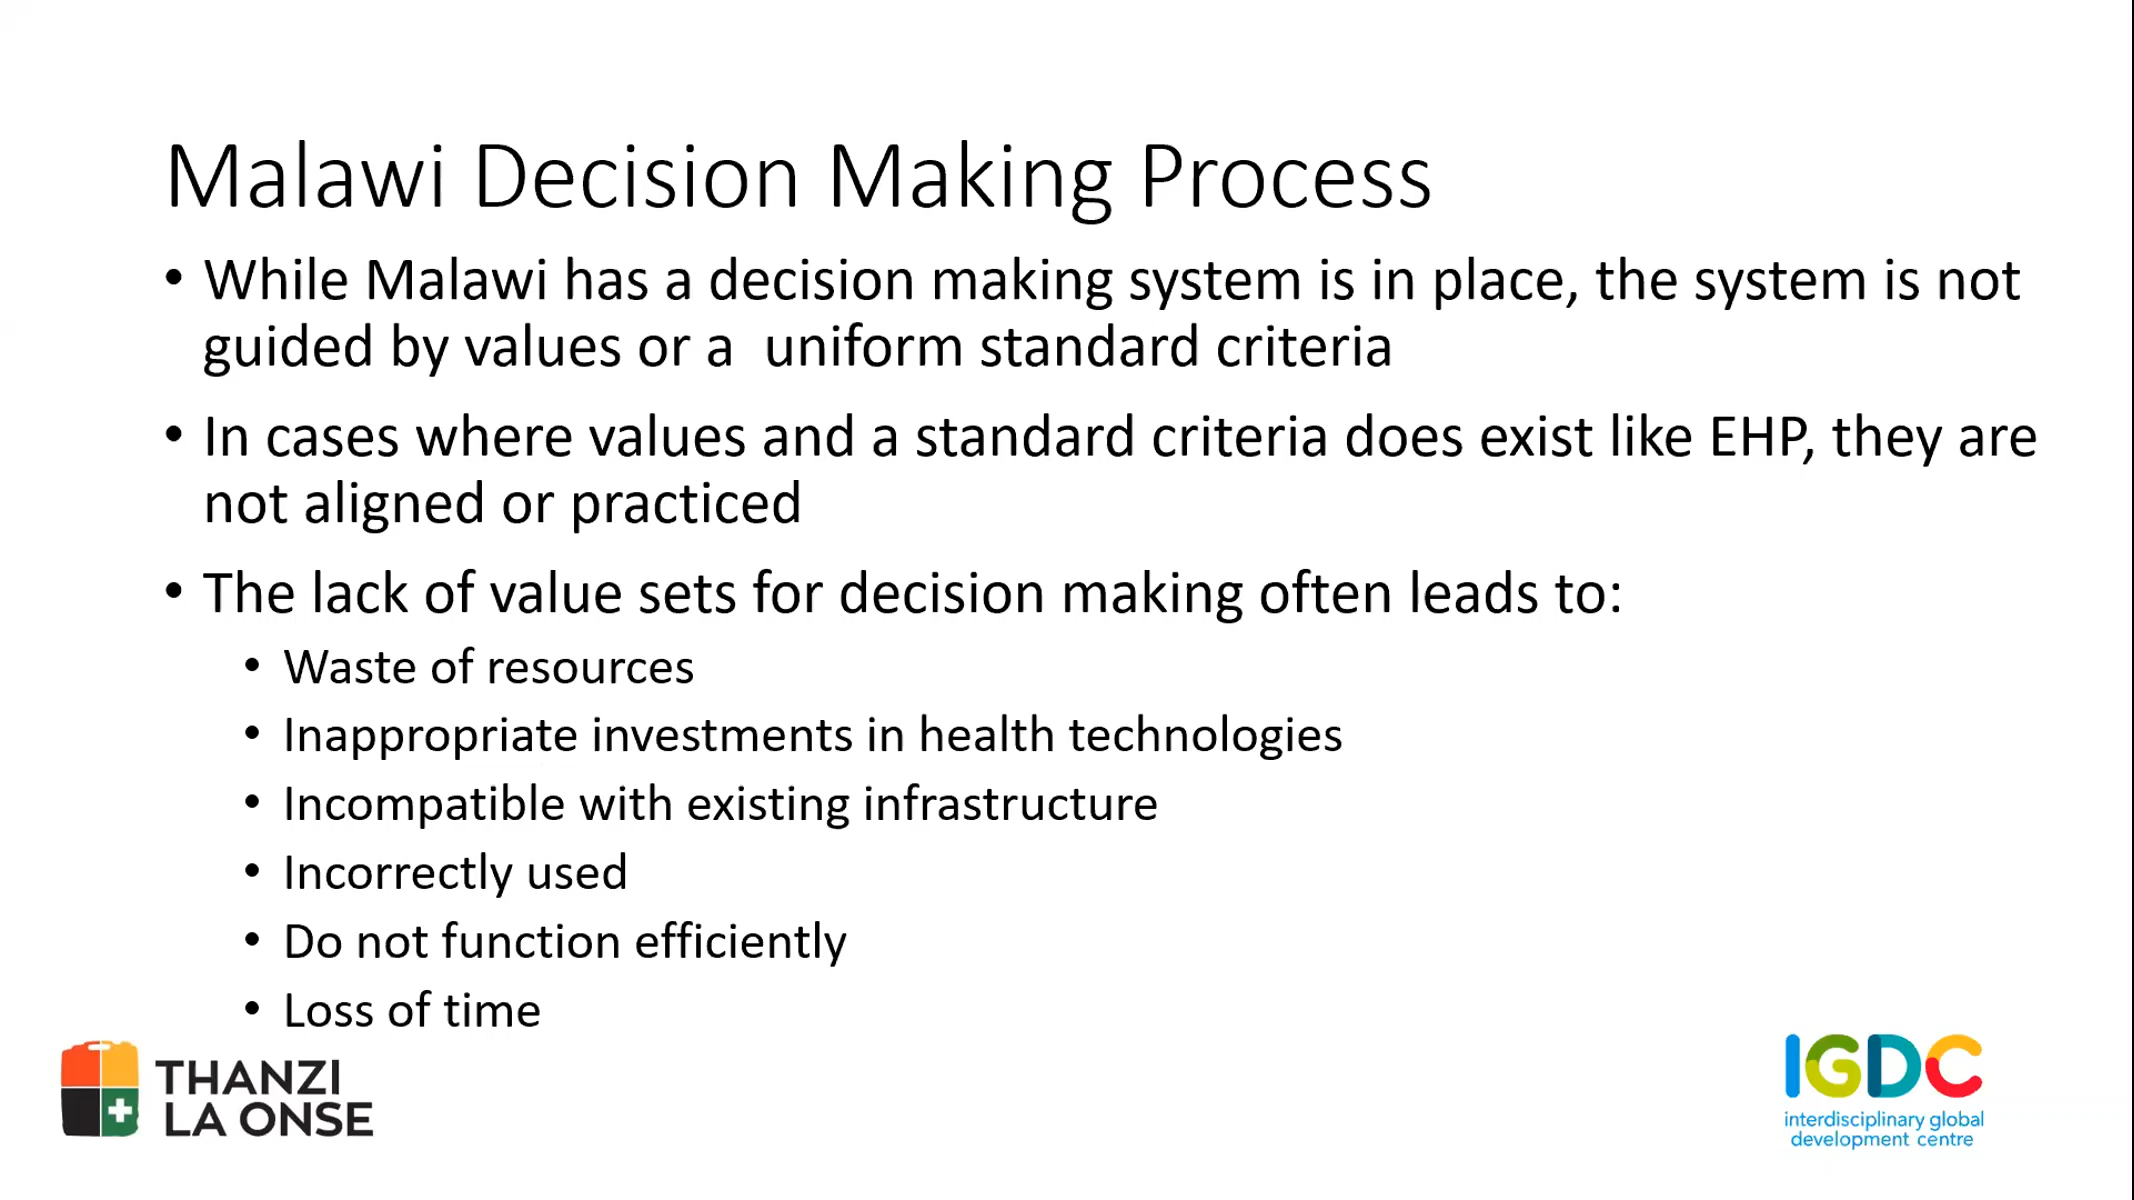 Malawi Decision Making Process
• While Malawi has a decision making system is in place, the system is not
guided by values or a  uniform standard criteria
• In cases where values and a standard criteria does exist like EHP, they are
not aligned or practiced
• The lack of value sets for decision making often leads to:
• Waste of resources
• Inappropriate investments in health technologies
• Incompatible with existing infrastructure
• Incorrectly used
• Do not function efficiently
• Loss of time
THANZI
LA ONSE
IGDC
interdisciplinary global
development centre